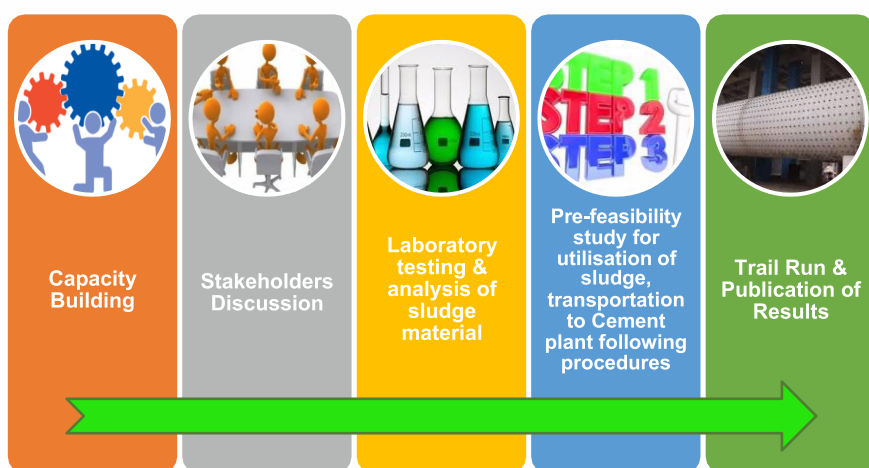 STEP 1
STEP 2
STEP 3
Capacity
Building
Stakeholders
Discussion
Laboratory
testing &
analysis of
sludge
material
Pre-feasibility
study for
utilisation of
sludge,
transportation
to Cement
plant following
procedures
Trail Run &
Publication of
Results